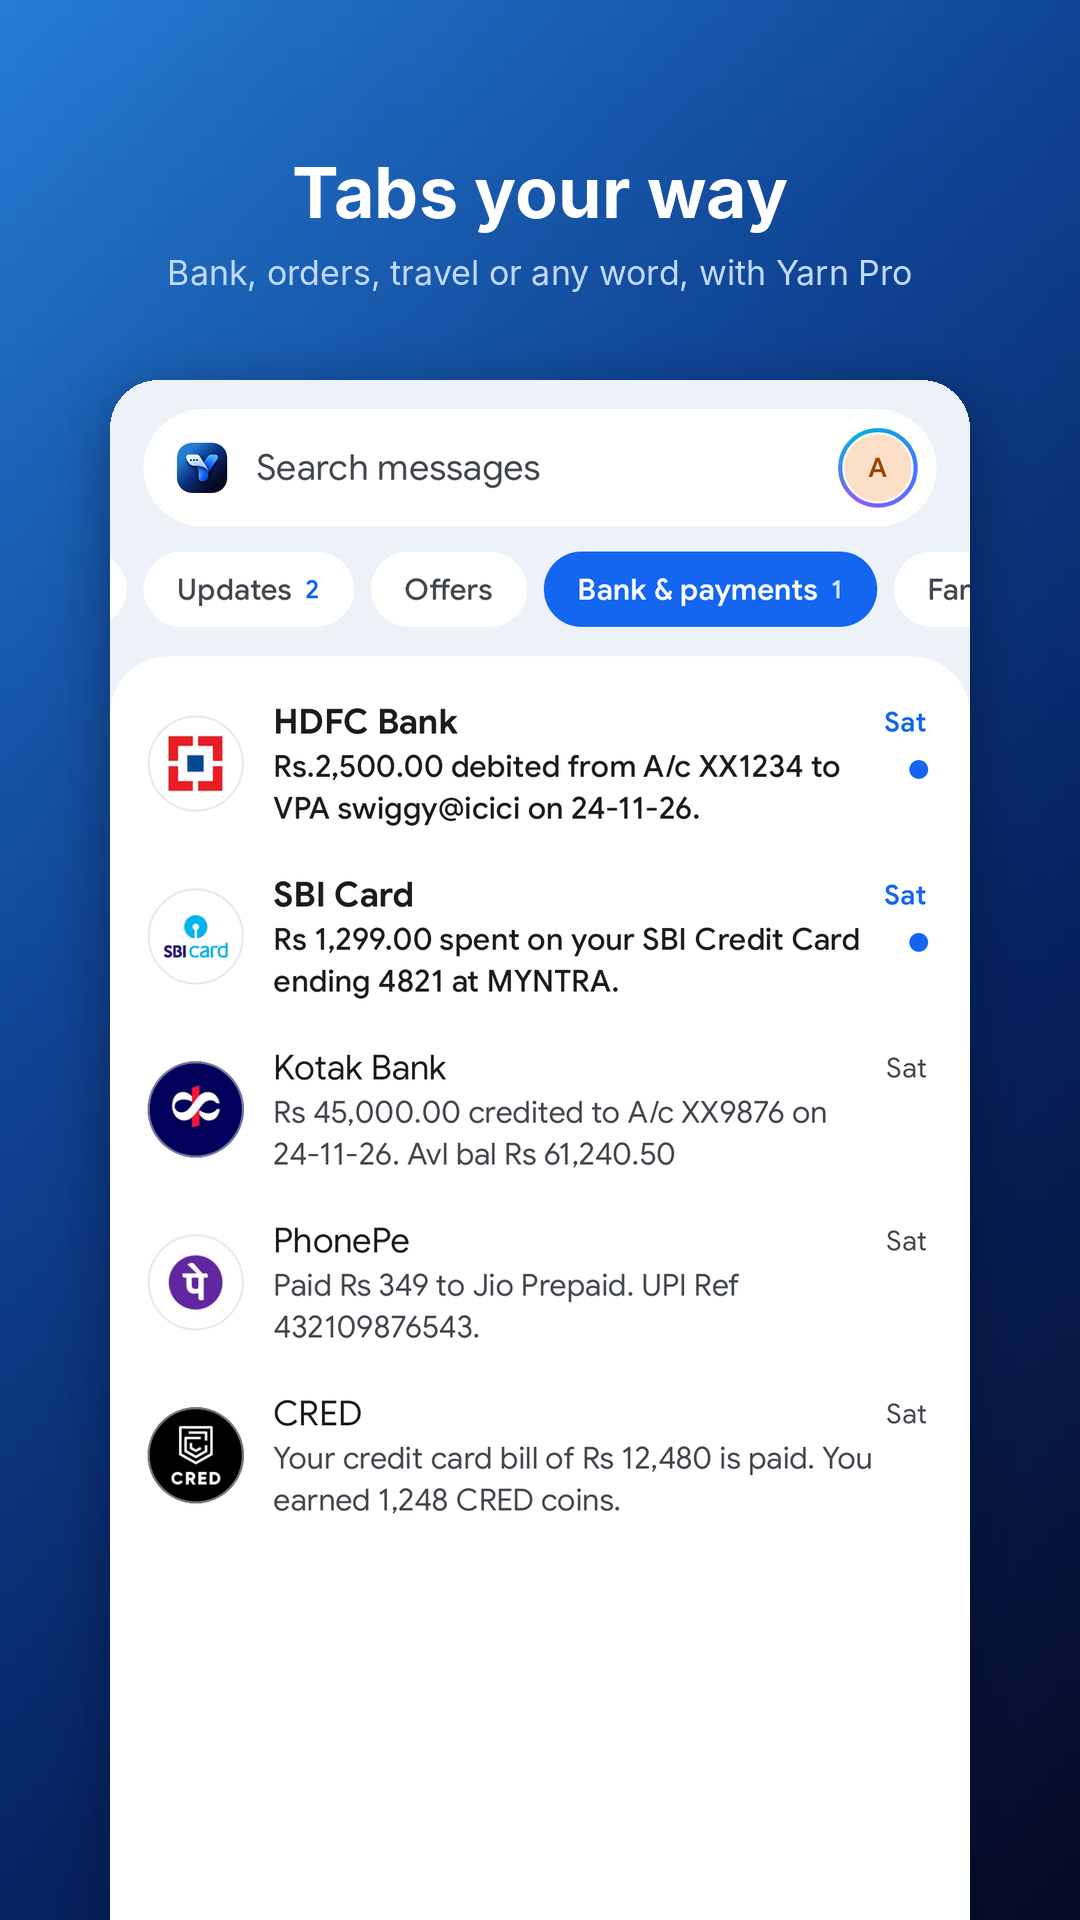 Tabs your way
Bank, orders, travel or any word, with Yarn Pro
Search messages
A
Updates 2
Offers
Bank & payments 1
Fan
HDFC Bank
Sat
Rs.2,500.00 debited from A/c XX1234 to
VPA swiggy@icici on 24-11-26.
SBI card
SBI Card
Sat
Rs 1,299.00 spent on your SBI Credit Card
ending 4821 at MYNTRA.
Kotak Bank
Sat
Rs 45,000.00 credited to A/c XX9876 on
24-11-26. Avl bal Rs 61,240.50
पे
PhonePe
Sat
Paid Rs 349 to Jio Prepaid. UPI Ref
432109876543.
CRED
CRED
Sat
Your credit card bill of Rs 12,480 is paid. You
earned 1,248 CRED coins.